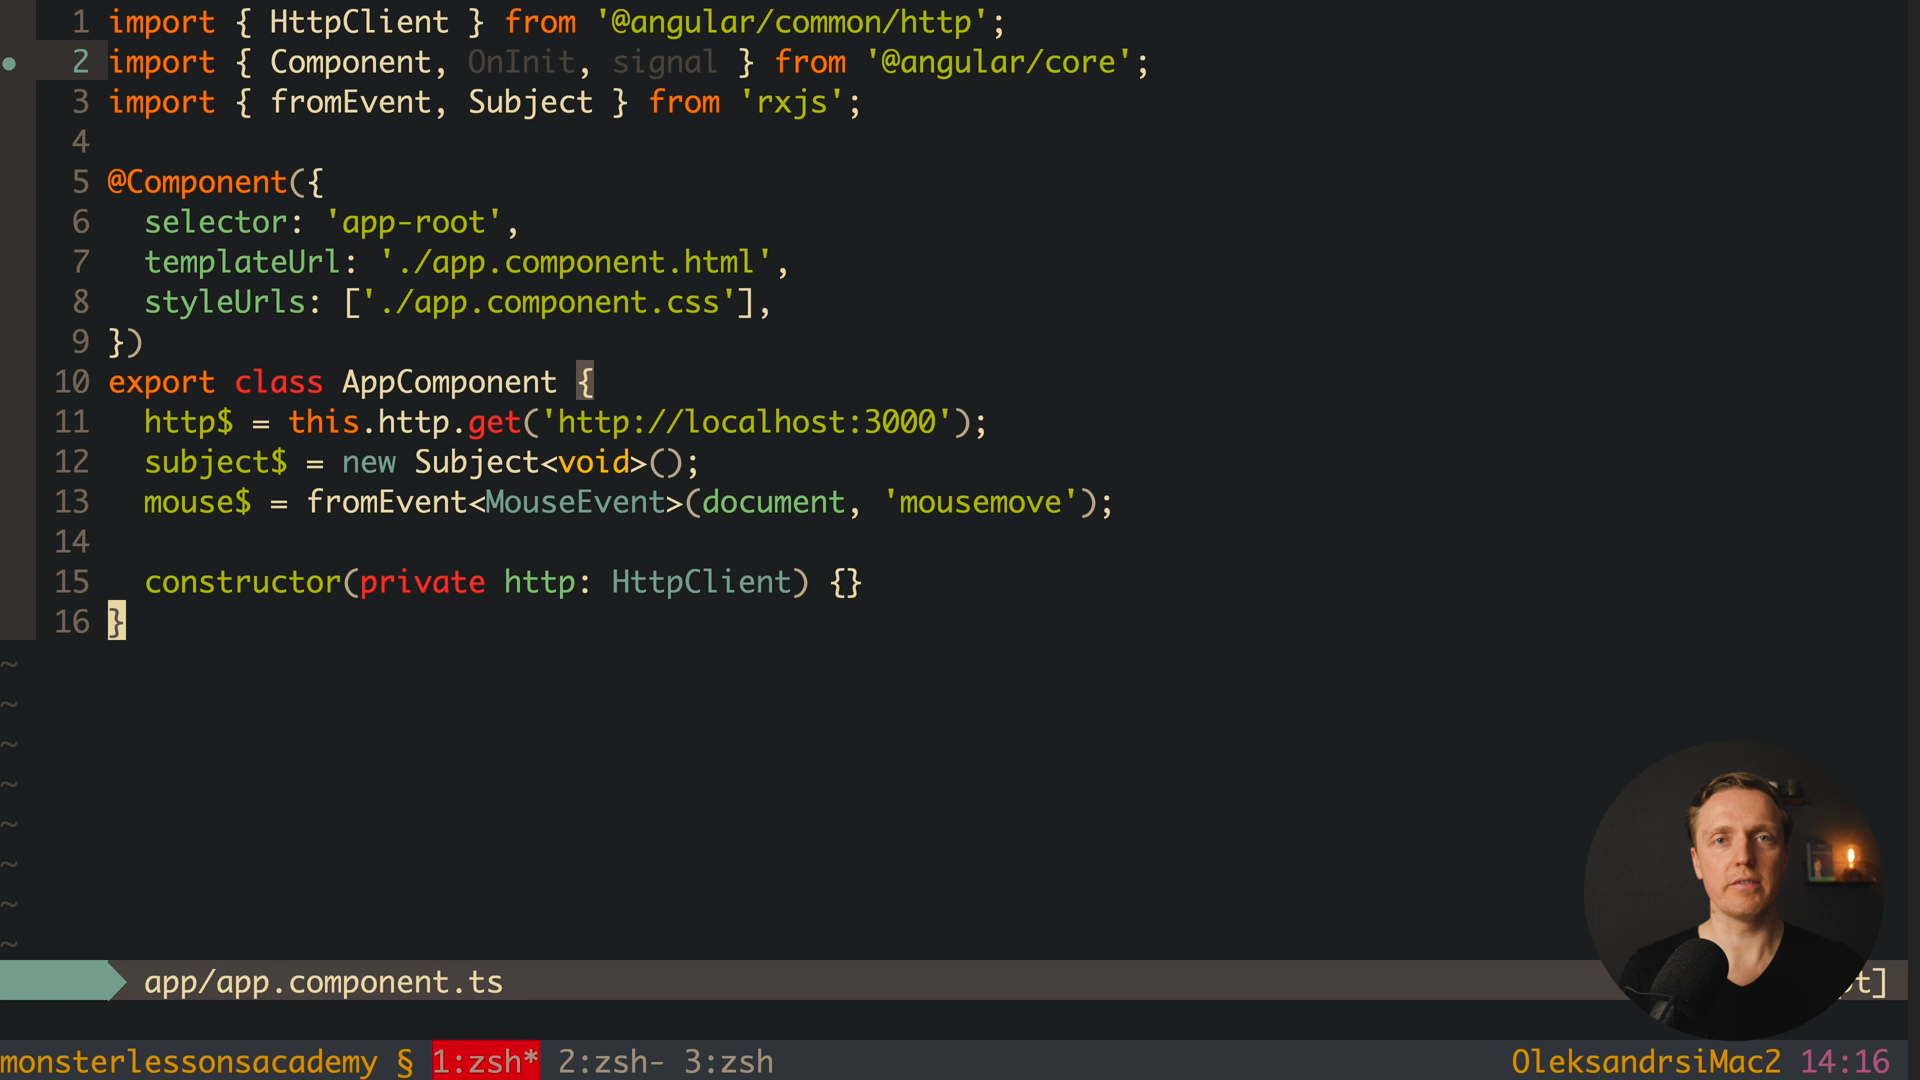 1 import { HttpClient } from '@angular/common/http';
2 import { Component, OnInit, signal } from '@angular/core';
3 import { fromEvent, Subject } from 'rxjs';
4
5 @Component({
6   selector: 'app-root',
7   templateUrl: './app.component.html',
8   styleUrls: ['./app.component.css'],
9 })
10 export class AppComponent {
11   http$ = this.http.get('http://localhost:3000');
12   subject$ = new Subject<void>();
13   mouse$ = fromEvent<MouseEvent>(document, 'mousemove');
14
15   constructor(private http: HttpClient) {}
16 }
~
~
~
~
~
~
~
~
app/app.component.ts t]
monsterlessonsacademy § 1:zsh* 2:zsh- 3:zsh OleksandrsiMac2 14:16